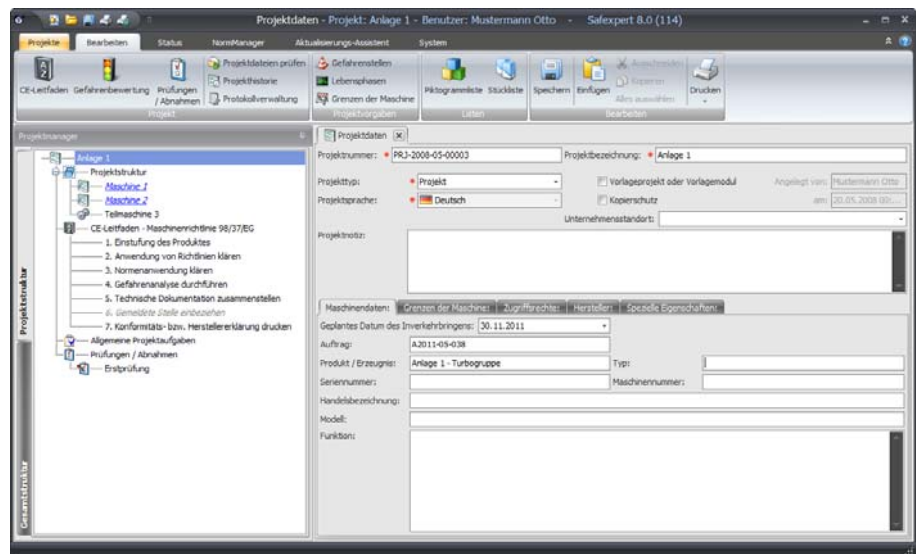 Projektdaten - Projekt: Anlage 1 - Benutzer: Mustermann Otto - Safexpert 8.0 (114)
Projekte Bearbeiten Status NormManager Aktualisierungs-Assistent System
CE-Leitfaden Gefahrenbewertung Prüfungen / Abnahmen
Projektdateien prüfen
Projekthistorie
Protokollverwaltung
Projekt
Gefahrenstellen
Lebensphasen
Grenzen der Maschine
Projektvorgaben
Piktogrammliste Stückliste
Listen
Speichern Einfügen
Ausschneiden
Kopieren
Alles auswählen
Drucken
Bearbeiten
Projektmanager
Projektstruktur
Gesamtstruktur
Anlage 1
Projektstruktur
Maschine 1
Maschine 2
Teilmaschine 3
CE-Leitfaden - Maschinenrichtlinie 98/37/EG
1. Einstufung des Produktes
2. Anwendung von Richtlinien klären
3. Normenanwendung klären
4. Gefahrenanalyse durchführen
5. Technische Dokumentation zusammenstellen
6. Gemeldete Stelle einbeziehen
7. Konformitäts- bzw. Herstellererklärung drucken
Allgemeine Projektaufgaben
Prüfungen / Abnahmen
Erstprüfung
Projektdaten
Projektnummer: PRJ-2008-05-00003 Projektbezeichnung: Anlage 1
Projekttyp: Projekt Vorlageprojekt oder Vorlagemodul Angelegt von: Mustermann Otto
Projektsprache: Deutsch Kopierschutz am: 20.05.2008 00:...
Unternehmensstandort:
Projektnotiz:
Maschinendaten: Grenzen der Maschine: Zugriffsrechte: Hersteller: Spezielle Eigenschaften:
Geplantes Datum des Inverkehrbringens: 30.11.2011
Auftrag: A2011-05-038
Produkt / Erzeugnis: Anlage 1 - Turbogruppe Typ:
Seriennummer: Maschinennummer:
Handelsbezeichnung:
Modell:
Funktion: